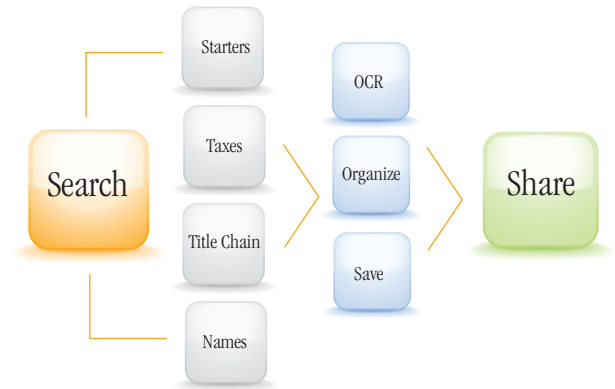 Search
Starters
Taxes
Title Chain
Names
OCR
Organize
Save
Share